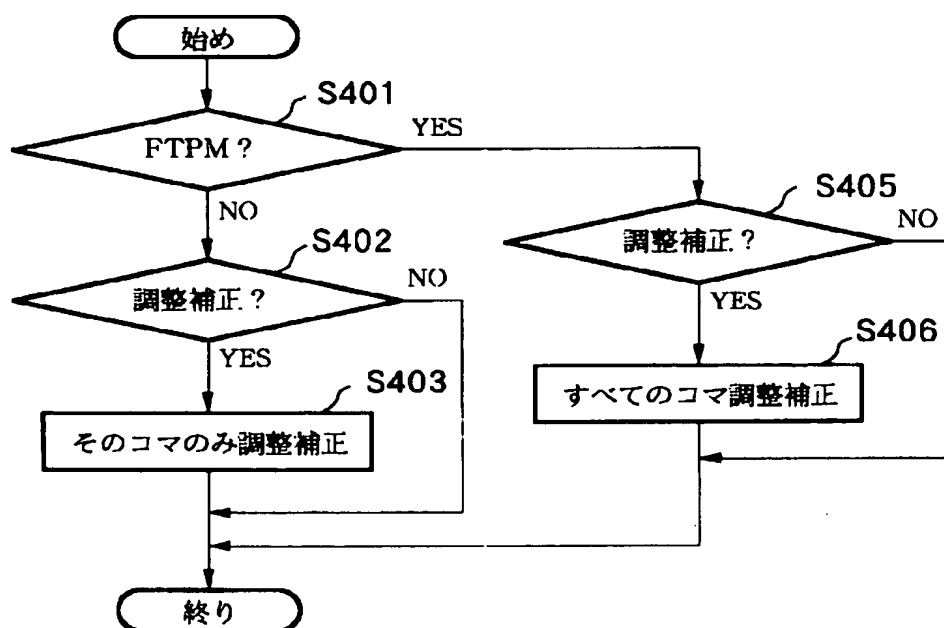 始め
S401
FTPM?
YES
NO
S405
調整補正?
NO
YES
S402
調整補正?
NO
YES
S406
すべてのコマ調整補正
S403
そのコマのみ調整補正
終り